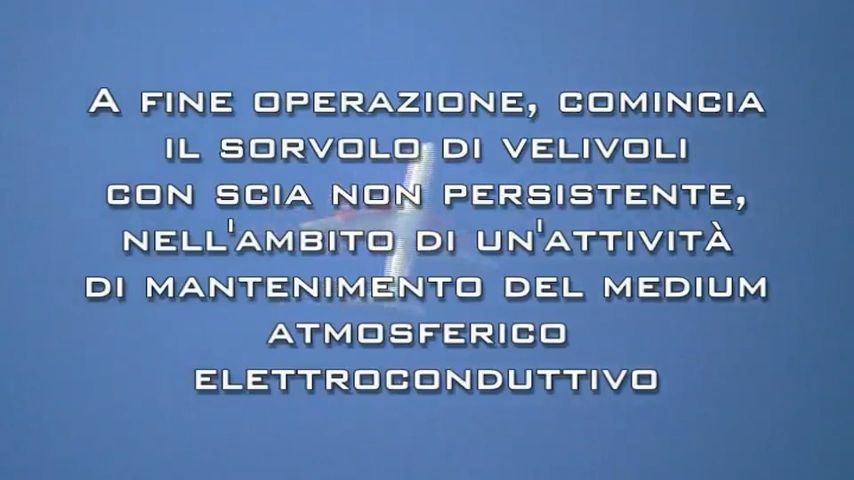 A FINE OPERAZIONE, COMINCIA
IL SORVOLO DI VELIVOLI
CON SCIA NON PERSISTENTE,
NELL'AMBITO DI UN'ATTIVITÀ
DI MANTENIMENTO DEL MEDIUM
ATMOSFERICO
ELETTROCONDUTTIVO